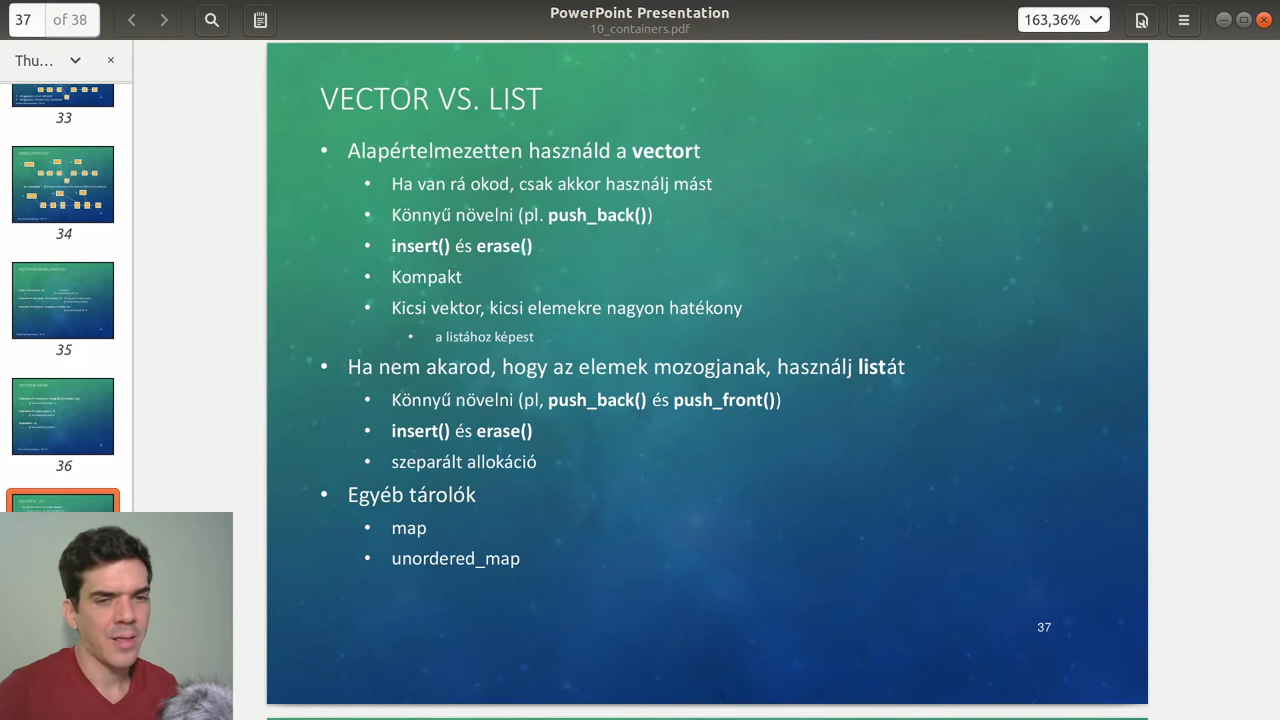 37 of 38
PowerPoint Presentation
10_containers.pdf
163,36%
Thu...
33
34
35
36
VECTOR VS. LIST
• Alapértelmezetten használd a vectort
• Ha van rá okod, csak akkor használj mást
• Könnyű növelni (pl. push_back())
• insert() és erase()
• Kompakt
• Kicsi vektor, kicsi elemekre nagyon hatékony
• a listához képest
• Ha nem akarod, hogy az elemek mozogjanak, használj listát
• Könnyű növelni (pl, push_back() és push_front())
• insert() és erase()
• szeparált allokáció
• Egyéb tárolók
• map
• unordered_map
37